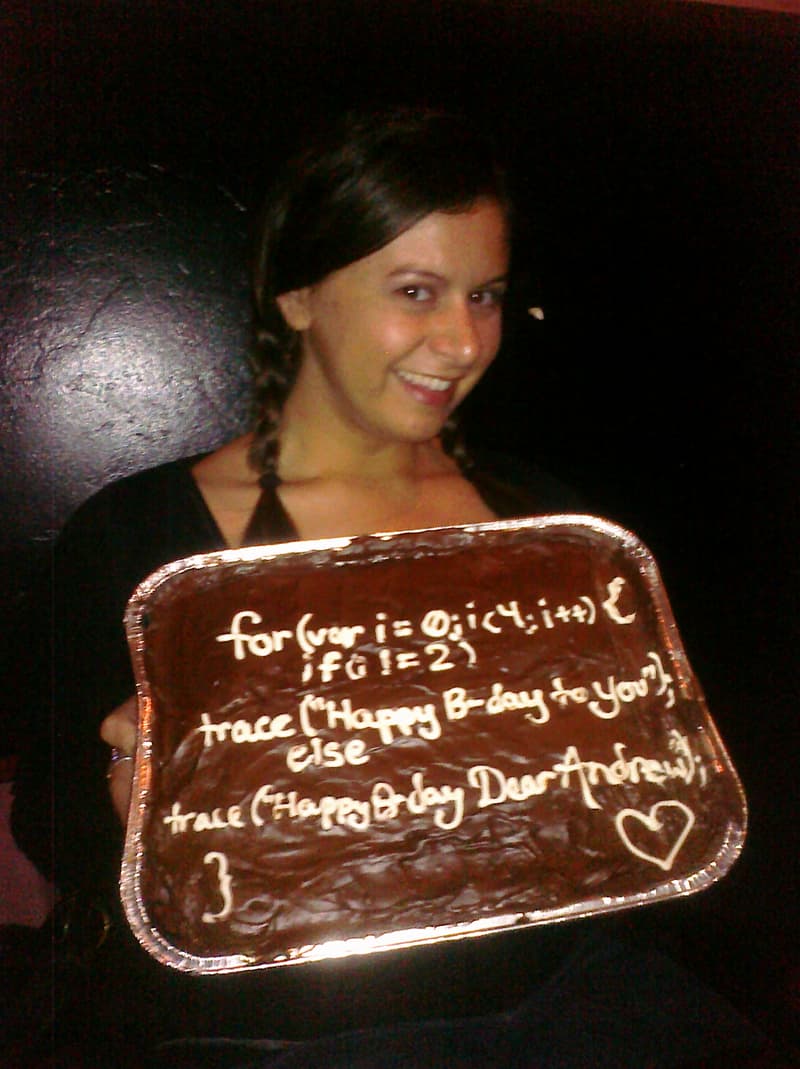 for(var i = 0; i<4; i++) {
if(i != 2)
trace("Happy B-day to You");
else
trace("Happy B-day Dear Andrew");
}